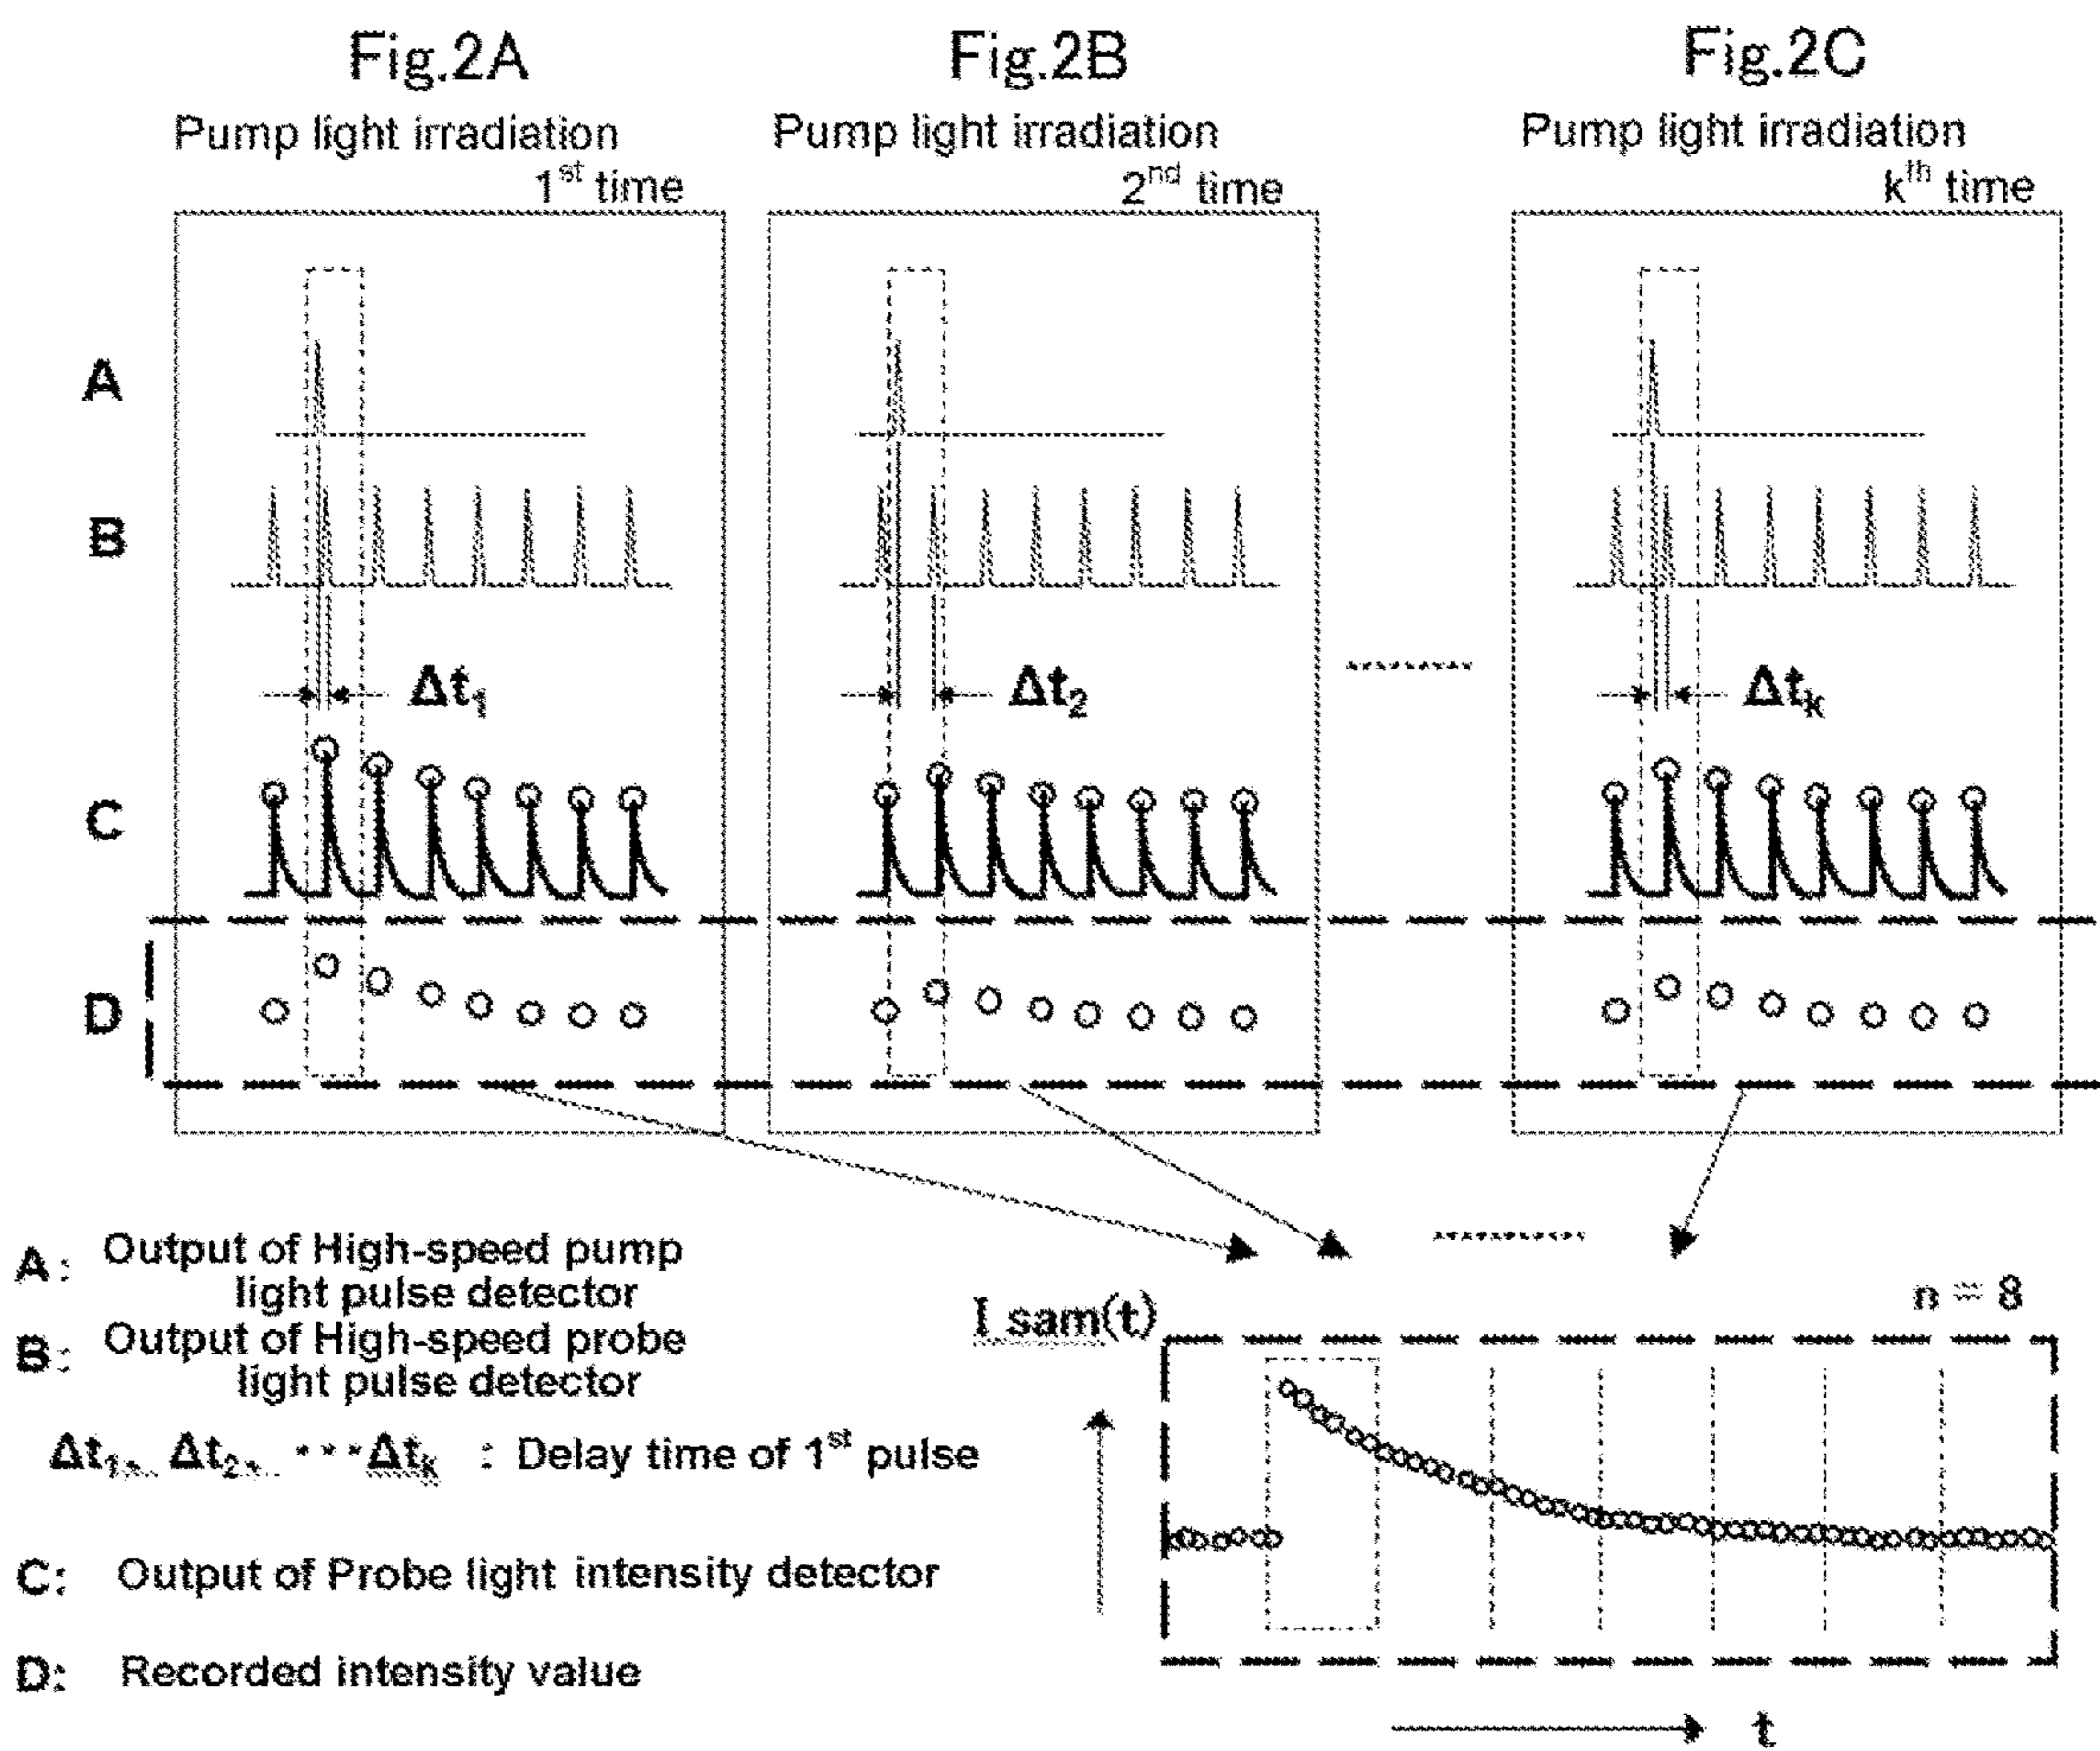 Fig.2A
Fig.2B
Fig.2C
Pump light irradiation
1st time
Pump light irradiation
2nd time
Pump light irradiation
kth time
A
B
Δt1
Δt2
Δtk
C
D
A: Output of High-speed pump
light pulse detector
B: Output of High-speed probe
light pulse detector
Δt1、Δt2、···Δtk : Delay time of 1st pulse
C: Output of Probe light intensity detector
D: Recorded intensity value
I sam(t)
n = 8
t